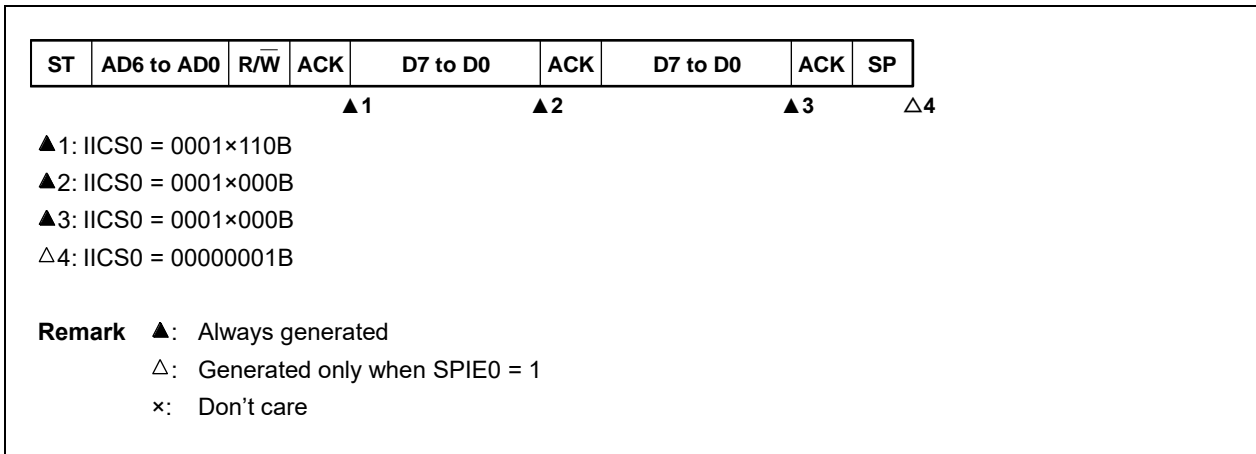 ST AD6 to AD0 R/W̅ ACK D7 to D0 ACK D7 to D0 ACK SP
▲1 ▲2 ▲3 △4
▲1: IICS0 = 0001×110B
▲2: IICS0 = 0001×000B
▲3: IICS0 = 0001×000B
△4: IICS0 = 00000001B
Remark ▲: Always generated
△: Generated only when SPIE0 = 1
×: Don’t care